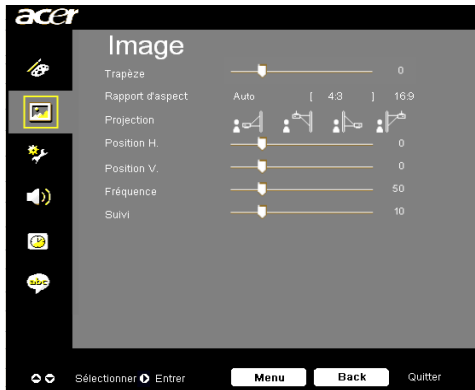 acer
Image
Trapèze 0
Rapport d'aspect Auto [ 4:3 ] 16:9
Projection
Position H. 0
Position V. 0
Fréquence 50
Suivi 10
abc
Sélectionner Entrer Menu Back Quitter